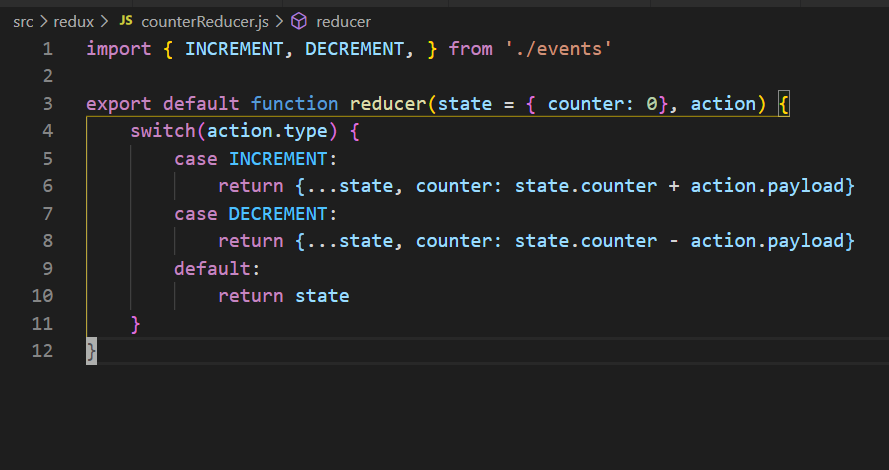 src > redux > JS counterReducer.js > reducer
1 import { INCREMENT, DECREMENT, } from './events'
2
3 export default function reducer(state = { counter: 0}, action) {
4     switch(action.type) {
5         case INCREMENT:
6             return {...state, counter: state.counter + action.payload}
7         case DECREMENT:
8             return {...state, counter: state.counter - action.payload}
9         default:
10             return state
11     }
12 }